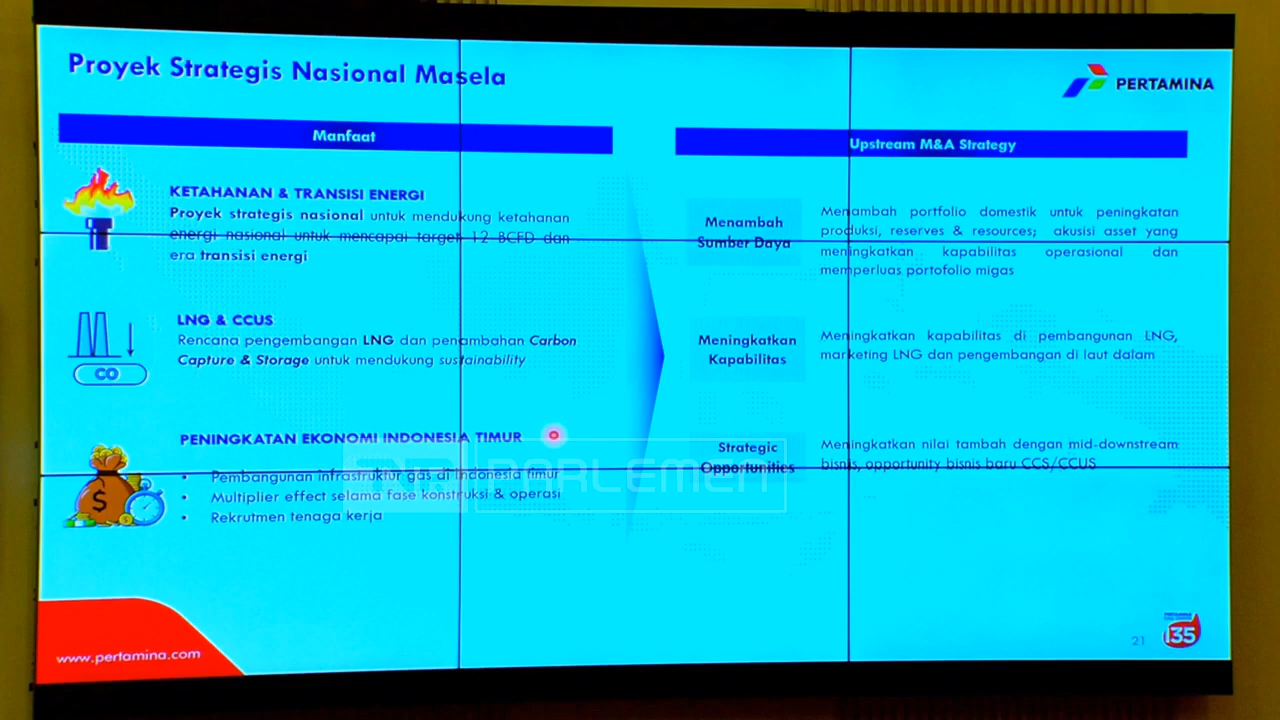 Proyek Strategis Nasional Masela
PERTAMINA
Manfaat
KETAHANAN & TRANSISI ENERGI
Proyek strategis nasional untuk mendukung ketahanan
energi nasional untuk mencapai target 12 BCFD dan
era transisi energi
LNG & CCUS
Rencana pengembangan LNG dan penambahan Carbon
Capture & Storage untuk mendukung sustainability
CO
PENINGKATAN EKONOMI INDONESIA TIMUR
• Pembangunan infrastruktur gas di Indonesia timur
• Multiplier effect selama fase konstruksi & operasi
• Rekrutmen tenaga kerja
$
Upstream M&A Strategy
Menambah
Sumber Daya
Menambah portfolio domestik untuk peningkatan
produksi, reserves & resources; akusisi asset yang
meningkatkan kapabilitas operasional dan
memperluas portofolio migas
Meningkatkan
Kapabilitas
Meningkatkan kapabilitas di pembangunan LNG,
marketing LNG dan pengembangan di laut dalam
Strategic
Opportunities
Meningkatkan nilai tambah dengan mid-downstream
bisnis, opportunity bisnis baru CCS/CCUS
PARLEMEN
www.pertamina.com
21
135